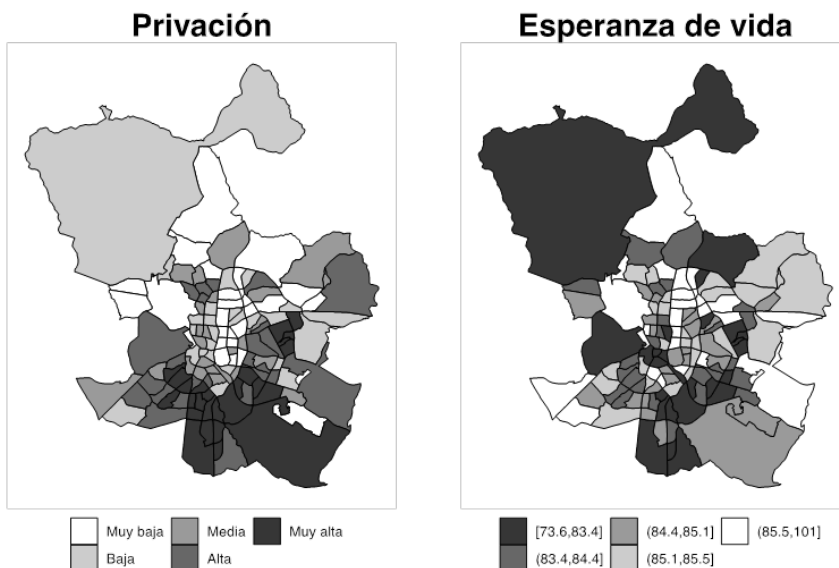 Privación
Esperanza de vida
Muy baja
Media
Muy alta
Baja
Alta
[73.6,83.4]
(84.4,85.1]
(85.5,101]
(83.4,84.4]
(85.1,85.5]